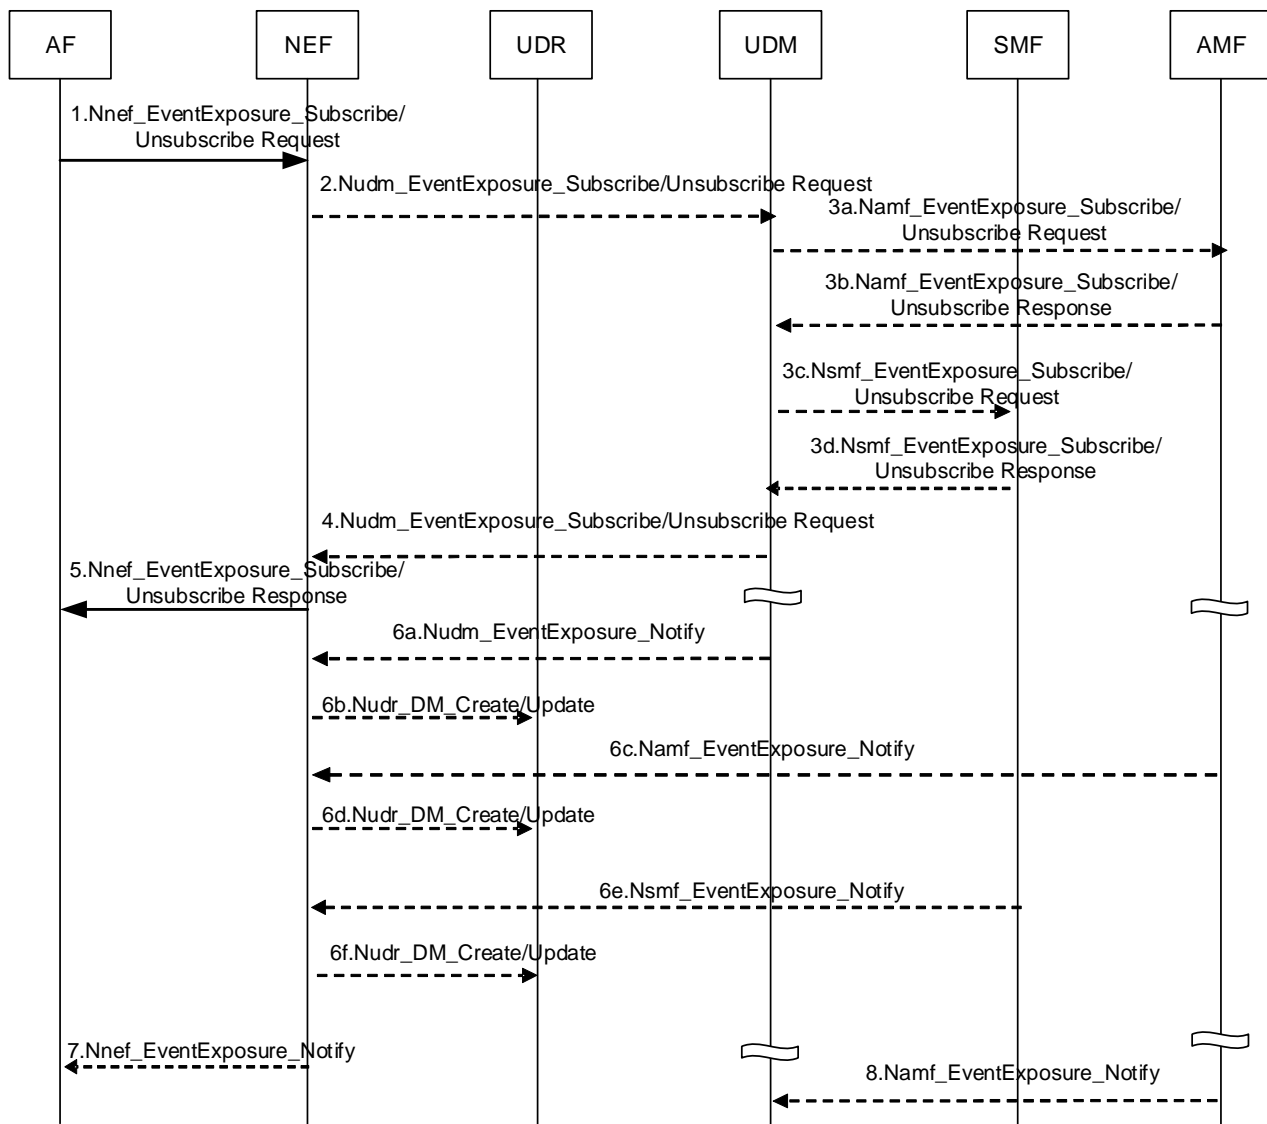 AF
NEF
UDR
UDM
SMF
AMF
1.Nnef_EventExposure_Subscribe/
Unsubscribe Request
2.Nudm_EventExposure_Subscribe/Unsubscribe Request
3a.Namf_EventExposure_Subscribe/
Unsubscribe Request
3b.Namf_EventExposure_Subscribe/
Unsubscribe Response
3c.Nsmf_EventExposure_Subscribe/
Unsubscribe Request
3d.Nsmf_EventExposure_Subscribe/
Unsubscribe Response
4.Nudm_EventExposure_Subscribe/Unsubscribe Request
5.Nnef_EventExposure_Subscribe/
Unsubscribe Response
6a.Nudm_EventExposure_Notify
6b.Nudr_DM_Create/Update
6c.Namf_EventExposure_Notify
6d.Nudr_DM_Create/Update
6e.Nsmf_EventExposure_Notify
6f.Nudr_DM_Create/Update
7.Nnef_EventExposure_Notify
8.Namf_EventExposure_Notify